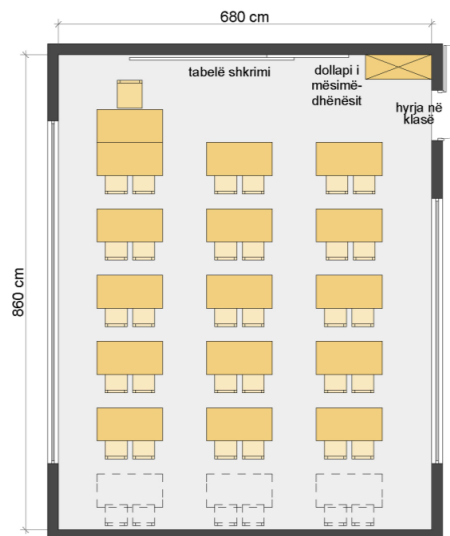 680 cm
tabelë shkrimi
dollapi i
mësimë-
dhënësit
hyrja në
klasë
860 cm